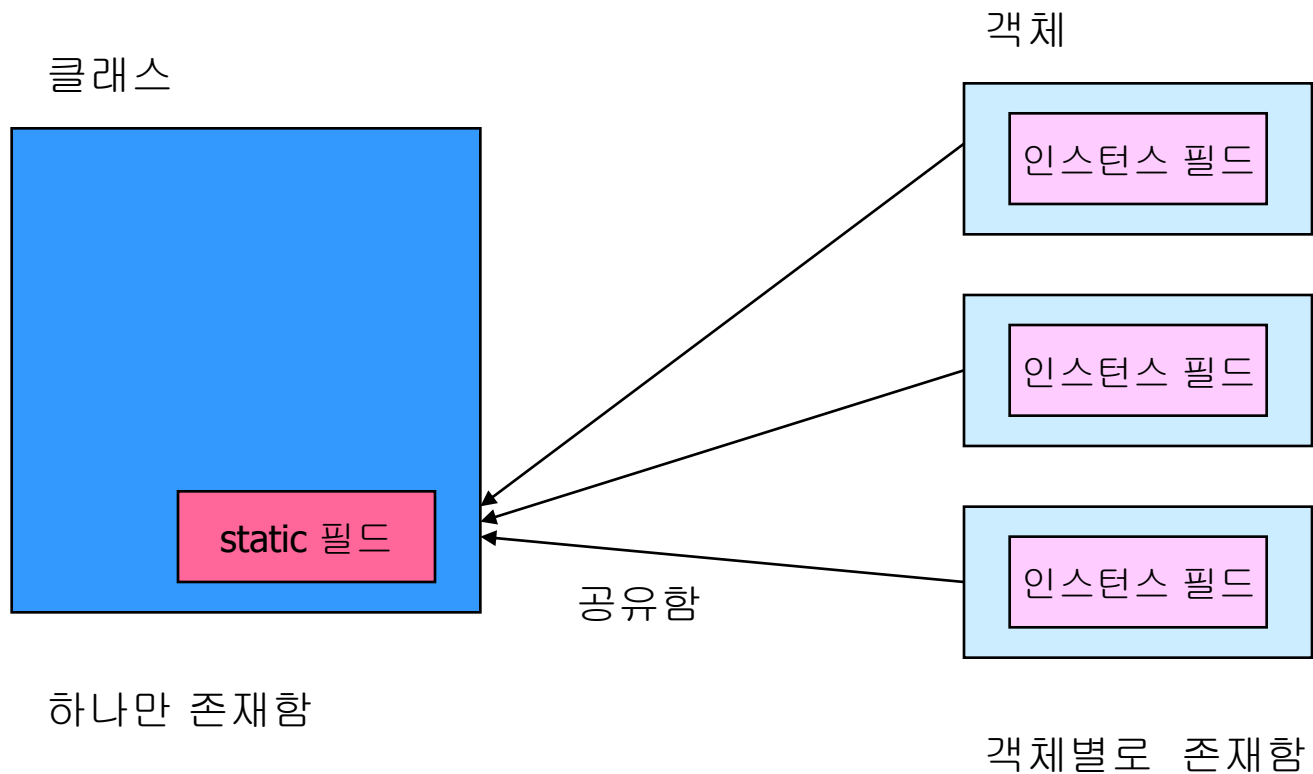 클래스
static 필드
하나만 존재함
공유함
객체
인스턴스 필드
인스턴스 필드
인스턴스 필드
객체별로 존재함